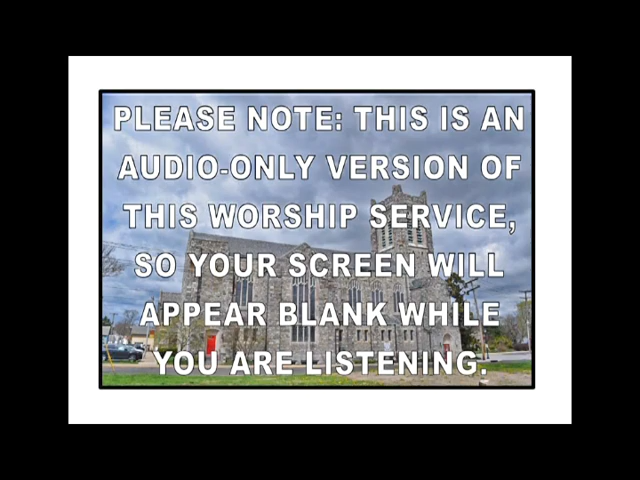 PLEASE NOTE: THIS IS AN
AUDIO-ONLY VERSION OF
THIS WORSHIP SERVICE,
SO YOUR SCREEN WILL
APPEAR BLANK WHILE
YOU ARE LISTENING.